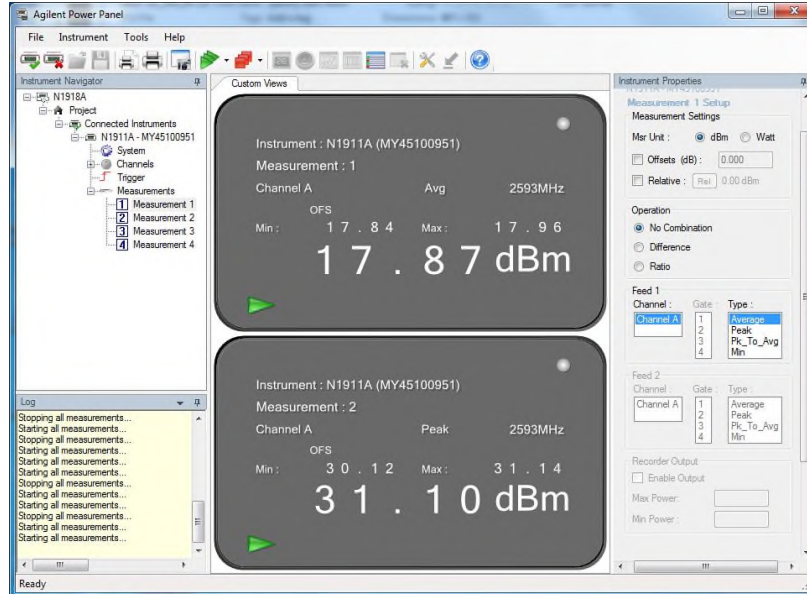 Agilent Power Panel
File Instrument Tools Help
Instrument Navigator
N1918A
Project
Connected Instruments
N1911A - MY45100951
System
Channels
Trigger
Measurements
1 Measurement 1
2 Measurement 2
3 Measurement 3
4 Measurement 4
Log
Stopping all measurements...
Starting all measurements...
Stopping all measurements...
Starting all measurements...
Starting all measurements...
Starting all measurements...
Stopping all measurements...
Starting all measurements...
Starting all measurements...
Stopping all measurements...
Starting all measurements...
Starting all measurements...
Custom Views
Instrument : N1911A (MY45100951)
Measurement : 1
Channel A Avg 2593MHz
OFS
Min : 17.84 Max : 17.96
17.87 dBm
Instrument : N1911A (MY45100951)
Measurement : 2
Channel A Peak 2593MHz
OFS
Min : 30.12 Max : 31.14
31.10 dBm
Instrument Properties
Measurement 1 Setup
Measurement Settings
Msr Unit : dBm Watt
Offsets (dB) : 0.000
Relative : Rel 0.00 dBm
Operation
No Combination
Difference
Ratio
Feed 1
Channel : Gate : Type :
Channel A 1 Average
2 Peak
3 Pk_To_Avg
4 Min
Feed 2
Channel : Gate : Type :
Channel A 1 Average
2 Peak
3 Pk_To_Avg
4 Min
Recorder Output
Enable Output
Max Power:
Min Power :
Ready